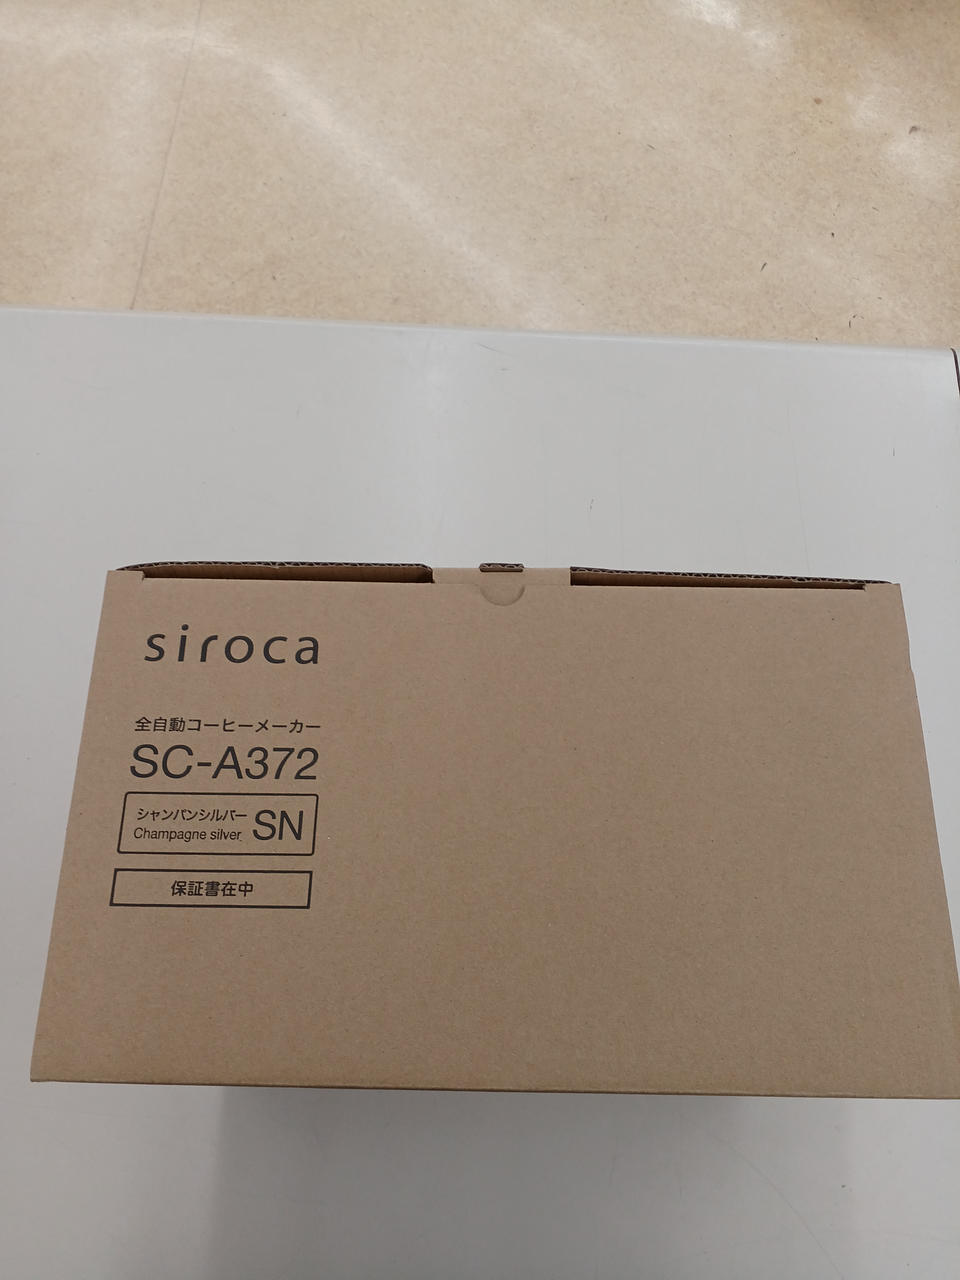 siroca
全自動コーヒーメーカー
SC-A372
シャンパンシルバー
Champagne silver SN
保証書在中